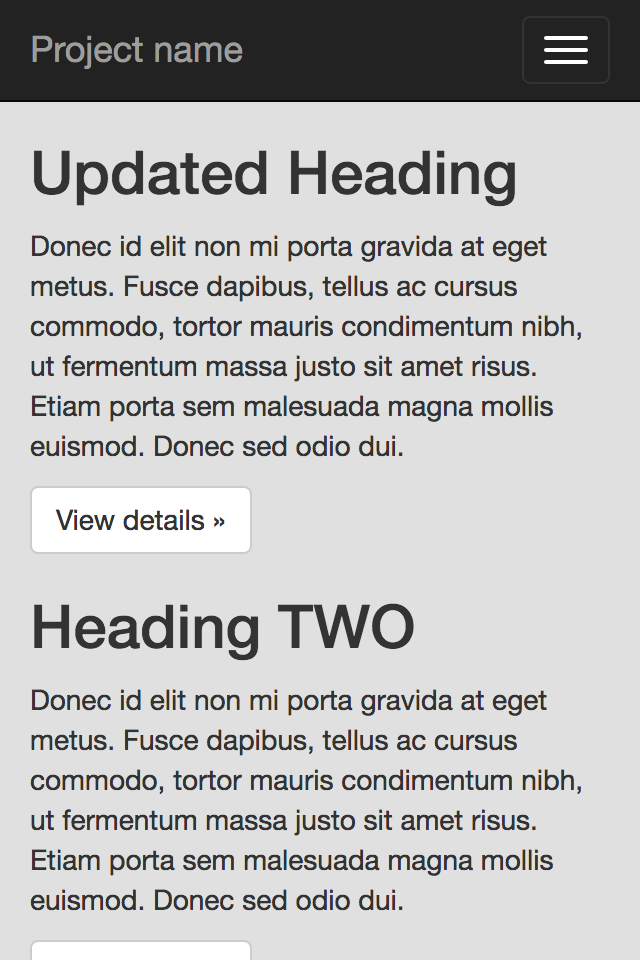 Project name
Updated Heading
Donec id elit non mi porta gravida at eget
metus. Fusce dapibus, tellus ac cursus
commodo, tortor mauris condimentum nibh,
ut fermentum massa justo sit amet risus.
Etiam porta sem malesuada magna mollis
euismod. Donec sed odio dui.
View details »
Heading TWO
Donec id elit non mi porta gravida at eget
metus. Fusce dapibus, tellus ac cursus
commodo, tortor mauris condimentum nibh,
ut fermentum massa justo sit amet risus.
Etiam porta sem malesuada magna mollis
euismod. Donec sed odio dui.